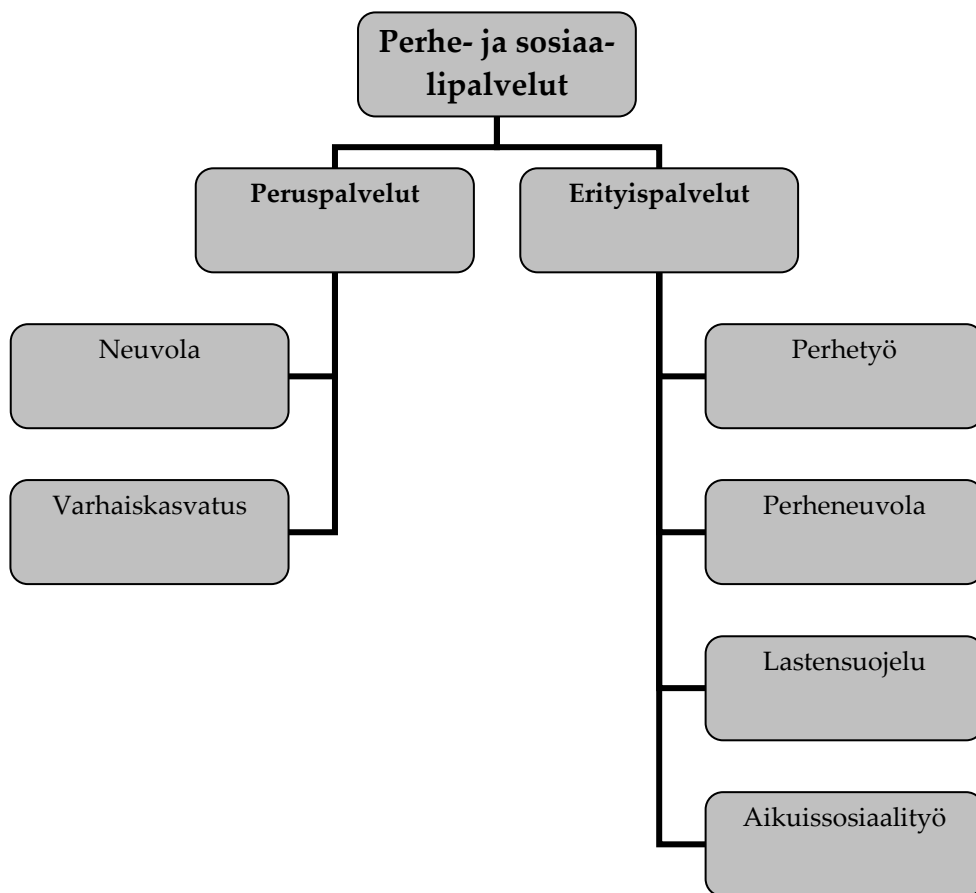 Perhe- ja sosiaa-
lipalvelut
Peruspalvelut
Erityispalvelut
Neuvola
Varhaiskasvatus
Perhetyö
Perheneuvola
Lastensuojelu
Aikuissosiaalityö